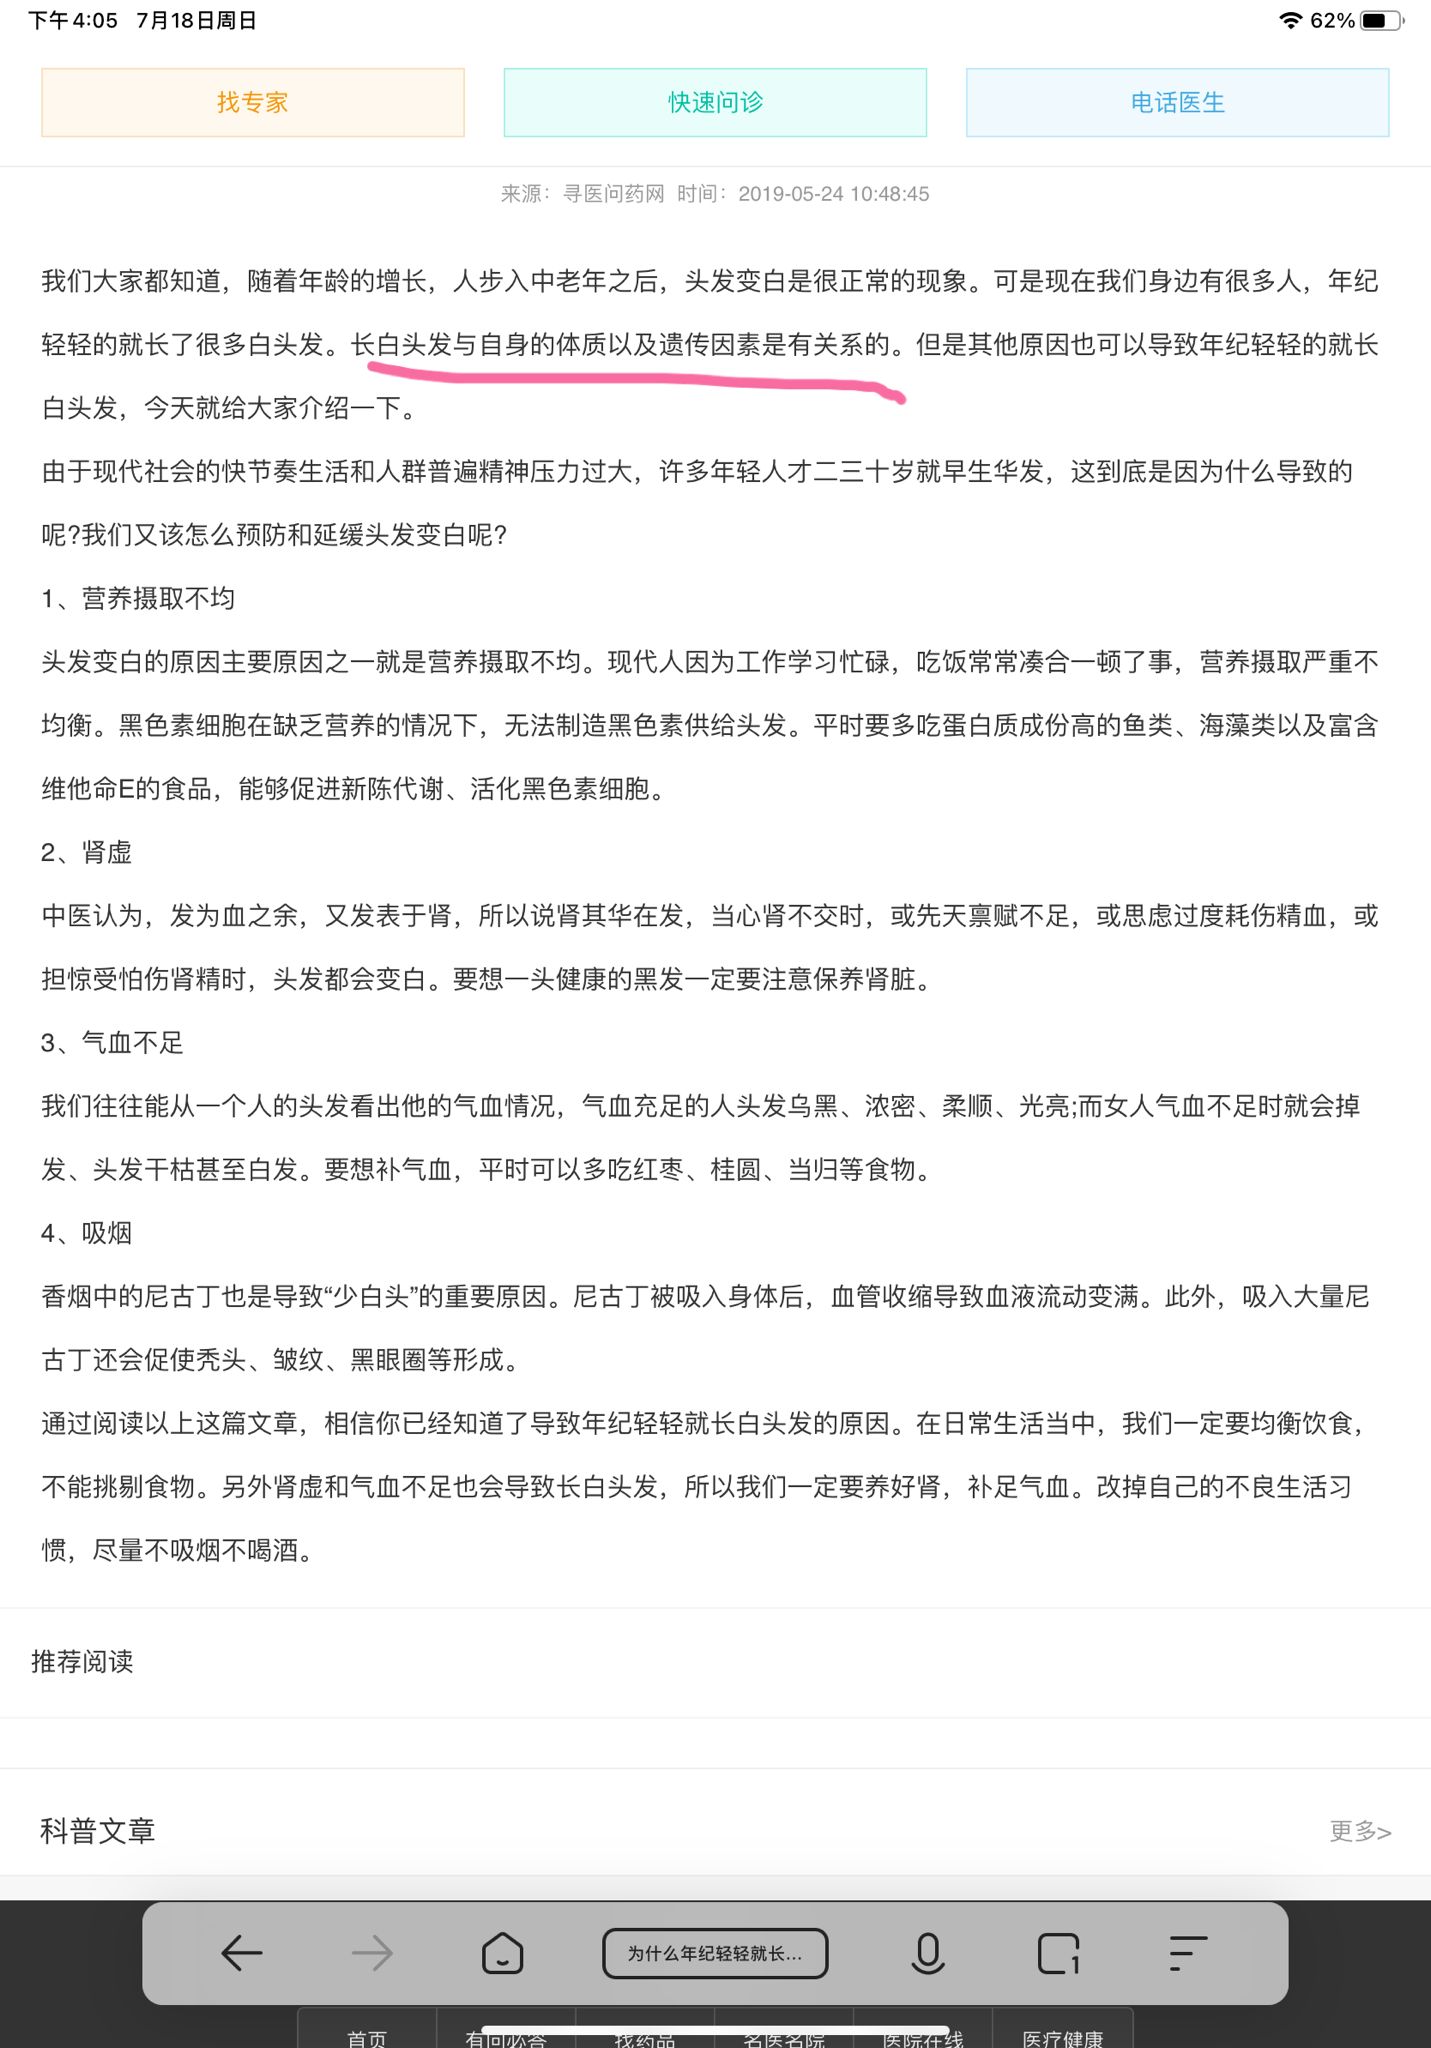 下午4:05 7月18日周日
62%
找专家
快速问诊
电话医生
来源：寻医问药网 时间：2019-05-24 10:48:45
我们大家都知道，随着年龄的增长，人步入中老年之后，头发变白是很正常的现象。可是现在我们身边有很多人，年纪
轻轻的就长了很多白头发。长白头发与自身的体质以及遗传因素是有关系的。但是其他原因也可以导致年纪轻轻的就长
白头发，今天就给大家介绍一下。
由于现代社会的快节奏生活和人群普遍精神压力过大，许多年轻人才二三十岁就早生华发，这到底是因为什么导致的
呢?我们又该怎么预防和延缓头发变白呢?
1、营养摄取不均
头发变白的原因主要原因之一就是营养摄取不均。现代人因为工作学习忙碌，吃饭常常凑合一顿了事，营养摄取严重不
均衡。黑色素细胞在缺乏营养的情况下，无法制造黑色素供给头发。平时要多吃蛋白质成份高的鱼类、海藻类以及富含
维他命E的食品，能够促进新陈代谢、活化黑色素细胞。
2、肾虚
中医认为，发为血之余，又发表于肾，所以说肾其华在发，当心肾不交时，或先天禀赋不足，或思虑过度耗伤精血，或
担惊受怕伤肾精时，头发都会变白。要想一头健康的黑发一定要注意保养肾脏。
3、气血不足
我们往往能从一个人的头发看出他的气血情况，气血充足的人头发乌黑、浓密、柔顺、光亮;而女人气血不足时就会掉
发、头发干枯甚至白发。要想补气血，平时可以多吃红枣、桂圆、当归等食物。
4、吸烟
香烟中的尼古丁也是导致“少白头”的重要原因。尼古丁被吸入身体后，血管收缩导致血液流动变满。此外，吸入大量尼
古丁还会促使秃头、皱纹、黑眼圈等形成。
通过阅读以上这篇文章，相信你已经知道了导致年纪轻轻就长白头发的原因。在日常生活当中，我们一定要均衡饮食，
不能挑剔食物。另外肾虚和气血不足也会导致长白头发，所以我们一定要养好肾，补足气血。改掉自己的不良生活习
惯，尽量不吸烟不喝酒。
推荐阅读
科普文章
更多>
为什么年纪轻轻就长...
1
首页
有问必答
找药品
名医名院
医院在线
医疗健康